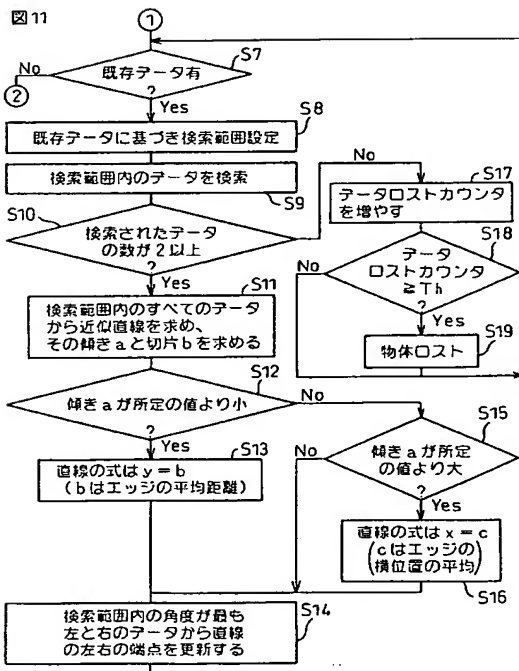 図11
①
S7
No
既存データ有
?
②
Yes
S8
既存データに基づき検索範囲設定
検索範囲内のデータを検索
S9
S10
検索されたデータ
の数が2以上
?
No
Yes
S17
データロストカウンタ
を増やす
S18
データ
ロストカウンタ
≧Th
?
No
Yes
S19
物体ロスト
S11
検索範囲内のすべてのデータ
から近似直線を求め、
その傾きaと切片bを求める
S12
傾きaが所定の値より小
?
No
Yes
S13
直線の式はy=b
(bはエッジの平均距離)
S15
No
傾きaが所定
の値より大
?
Yes
直線の式はx=c
(cはエッジの
横位置の平均)
S16
S14
検索範囲内の角度が最も
左と右のデータから直線
の左右の端点を更新する